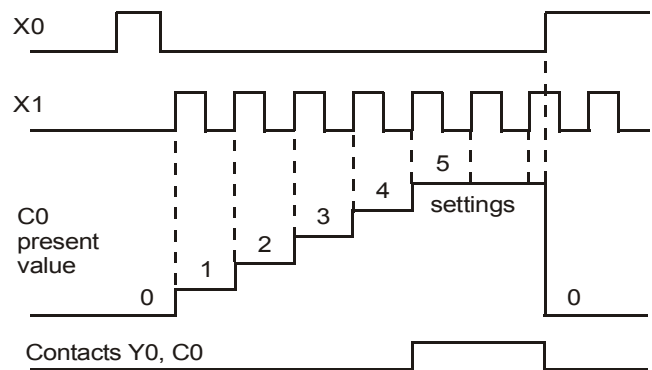 X0
X1
5
settings
4
3
2
1
0
C0
present
value
0
Contacts Y0, C0